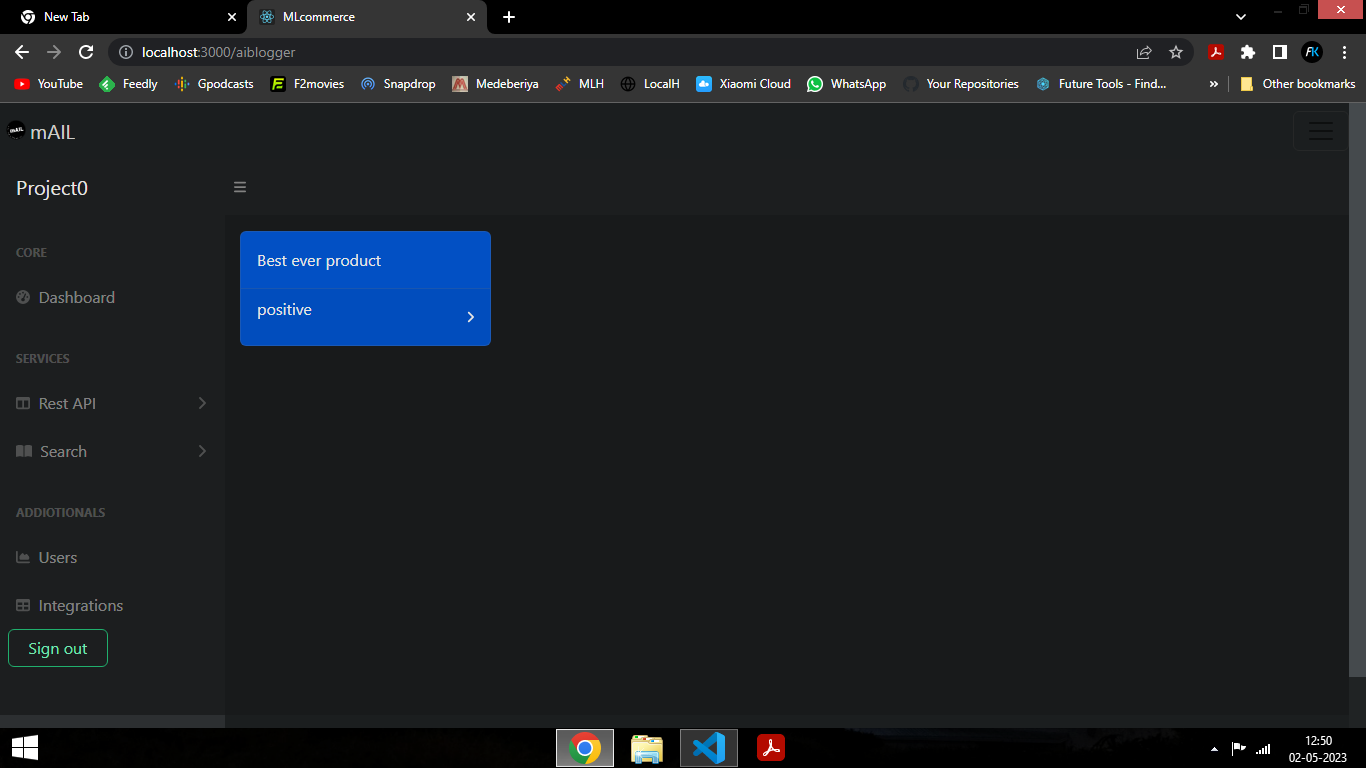 New Tab
MLcommerce
localhost:3000/aiblogger
YouTube
Feedly
Gpodcasts
F2movies
Snapdrop
Medeberiya
MLH
LocalH
Xiaomi Cloud
WhatsApp
Your Repositories
Future Tools - Find...
»
Other bookmarks
mAIL
Project0
CORE
Dashboard
SERVICES
Rest API
Search
ADDIOTIONALS
Users
Integrations
Sign out
Best ever product
positive
12:50
02-05-2023